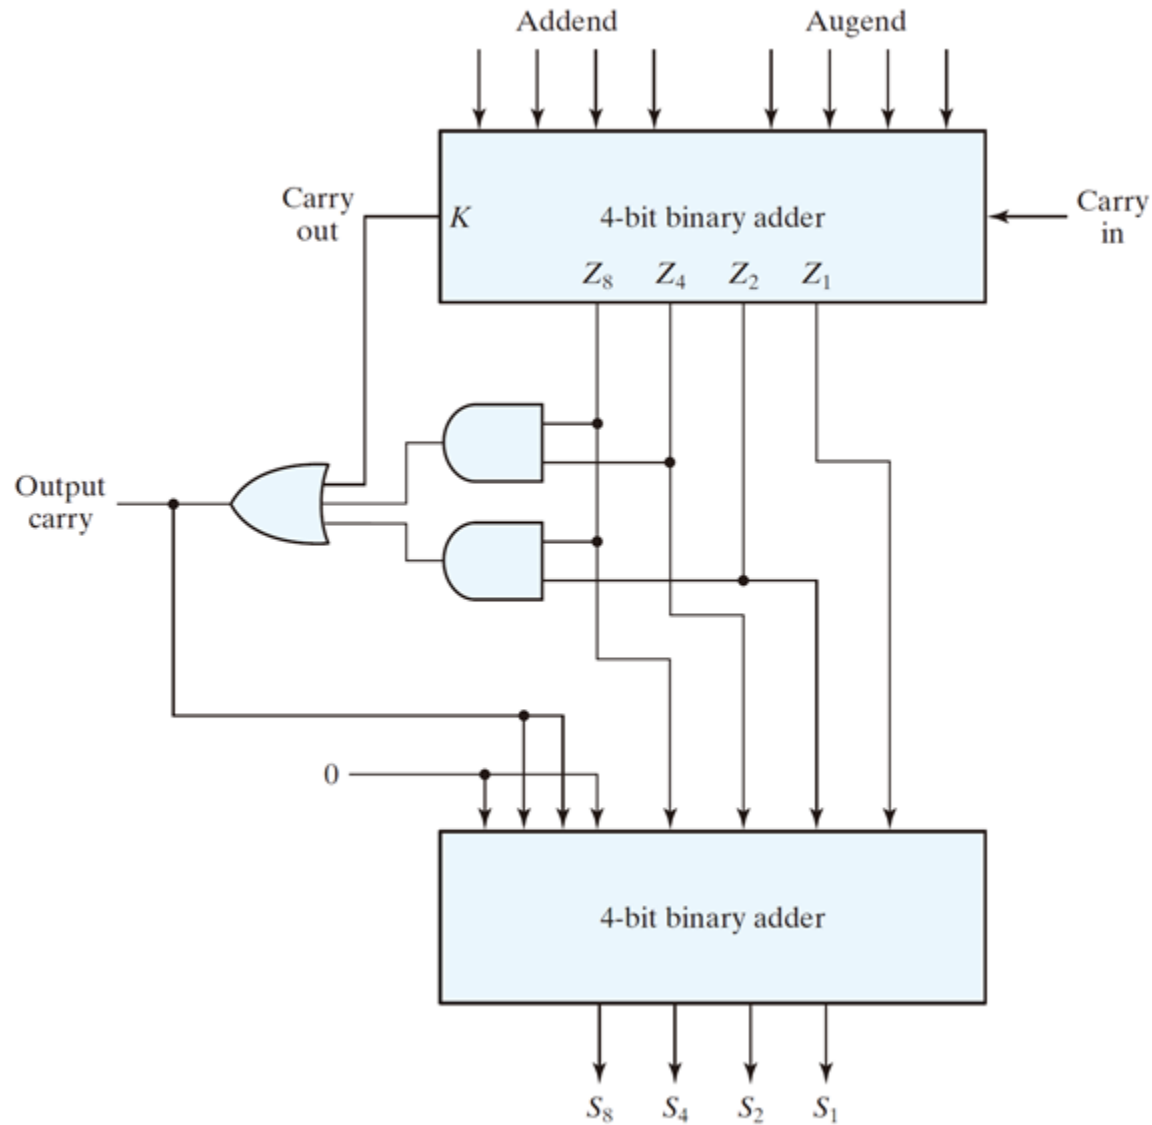 Addend
Augend
Carry
out
K
4-bit binary adder
Carry
in
Z₈ Z₄ Z₂ Z₁
Output
carry
0
4-bit binary adder
S₈ S₄ S₂ S₁